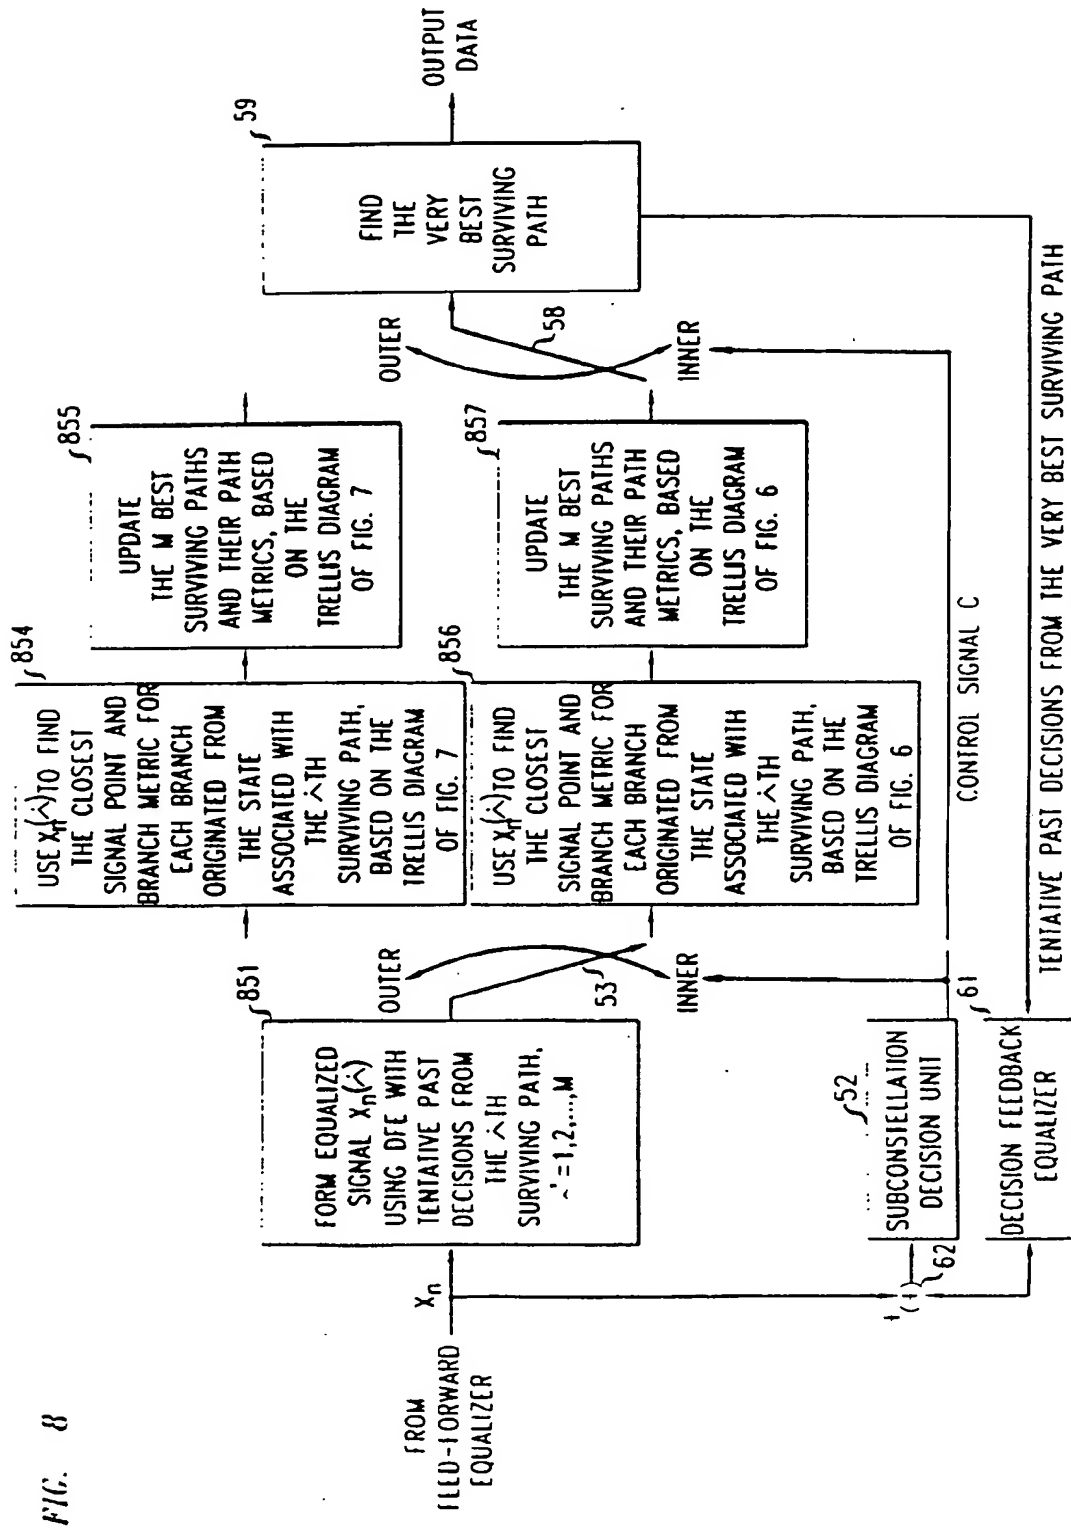 FIG. 8
FROM
FEED-FORWARD
EQUALIZER
Xn
851
FORM EQUALIZED
SIGNAL Xn(i)
USING DFE WITH
TENTATIVE PAST
DECISIONS FROM
THE iTH
SURVIVING PATH,
i=1,2,...,M
OUTER
53
INNER
854
USE Xn(i) TO FIND
THE CLOSEST
SIGNAL POINT AND
BRANCH METRIC FOR
EACH BRANCH
ORIGINATED FROM
THE STATE
ASSOCIATED WITH
THE iTH
SURVIVING PATH,
BASED ON THE
TRELLIS DIAGRAM
OF FIG. 7
855
UPDATE
THE M BEST
SURVIVING PATHS
AND THEIR PATH
METRICS, BASED
ON THE
TRELLIS DIAGRAM
OF FIG. 7
856
USE Xn(i) TO FIND
THE CLOSEST
SIGNAL POINT AND
BRANCH METRIC FOR
EACH BRANCH
ORIGINATED FROM
THE STATE
ASSOCIATED WITH
THE iTH
SURVIVING PATH,
BASED ON THE
TRELLIS DIAGRAM
OF FIG. 6
857
UPDATE
THE M BEST
SURVIVING PATHS
AND THEIR PATH
METRICS, BASED
ON THE
TRELLIS DIAGRAM
OF FIG. 6
OUTER
58
INNER
59
FIND
THE
VERY
BEST
SURVIVING
PATH
OUTPUT
DATA
+
+
62
52
SUBCONSTELLATION
DECISION UNIT
CONTROL SIGNAL C
61
DECISION FEEDBACK
EQUALIZER
TENTATIVE PAST DECISIONS FROM THE VERY BEST SURVIVING PATH